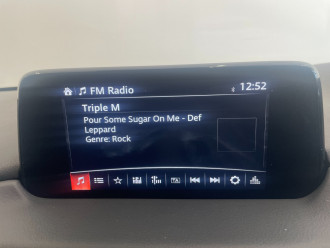 FM Radio
12:52
Triple M
Pour Some Sugar On Me - Def
Leppard
Genre: Rock